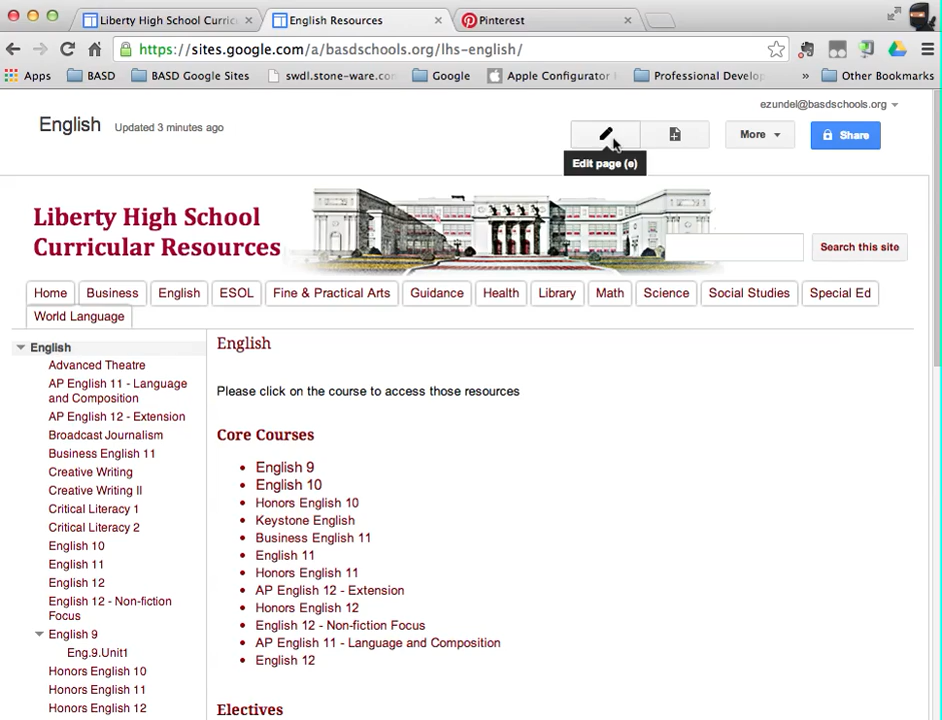 Liberty High School Curric
English Resources
Pinterest
https://sites.google.com/a/basdschools.org/lhs-english/
Apps
BASD
BASD Google Sites
swdl.stone-ware.com
Google
Apple Configurator
Professional Develop
»
Other Bookmarks
ezundel@basdschools.org
English
Updated 3 minutes ago
More
Share
Edit page (e)
Liberty High School
Curricular Resources
Search this site
Home
Business
English
ESOL
Fine & Practical Arts
Guidance
Health
Library
Math
Science
Social Studies
Special Ed
World Language
English
Advanced Theatre
AP English 11 - Language
and Composition
AP English 12 - Extension
Broadcast Journalism
Business English 11
Creative Writing
Creative Writing II
Critical Literacy 1
Critical Literacy 2
English 10
English 11
English 12
English 12 - Non-fiction
Focus
English 9
Eng.9.Unit1
Honors English 10
Honors English 11
Honors English 12
English
Please click on the course to access those resources
Core Courses
• English 9
• English 10
• Honors English 10
• Keystone English
• Business English 11
• English 11
• Honors English 11
• AP English 12 - Extension
• Honors English 12
• English 12 - Non-fiction Focus
• AP English 11 - Language and Composition
• English 12
Electives